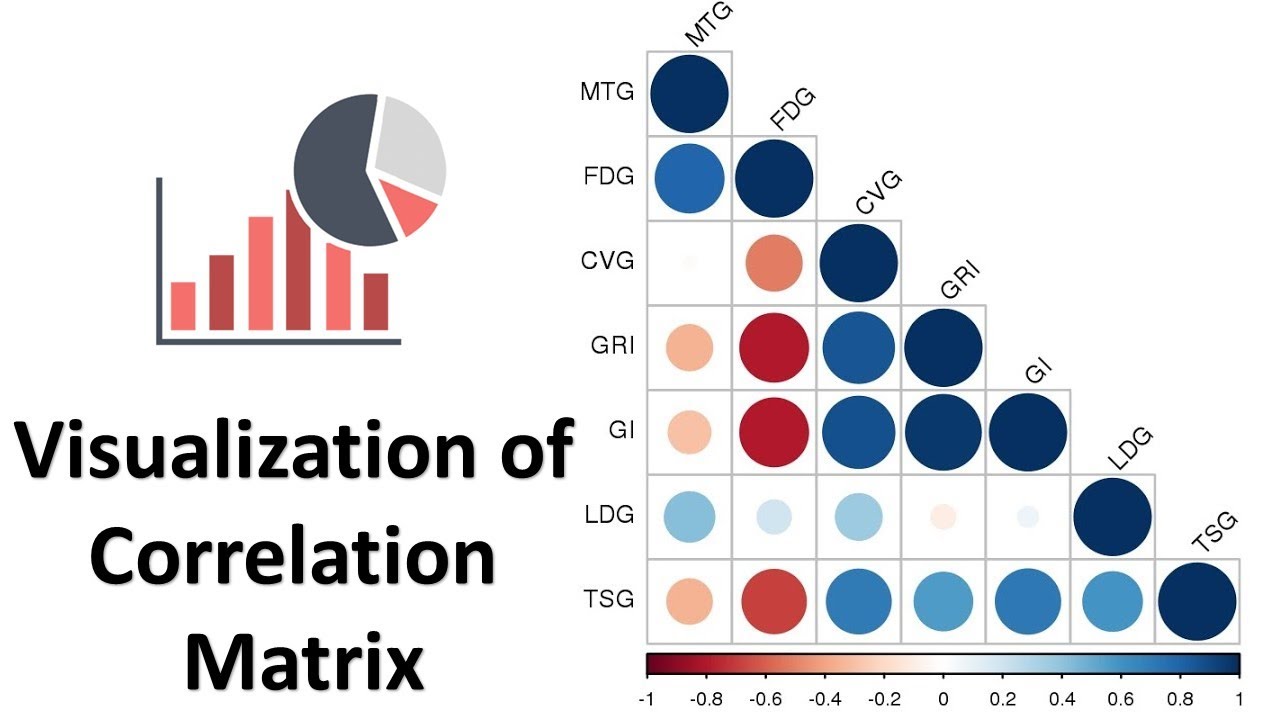 Visualization of
Correlation
Matrix
MTG
FDG
CVG
GRI
GI
LDG
TSG
MTG
FDG
CVG
GRI
GI
LDG
TSG
-1 -0.8 -0.6 -0.4 -0.2 0 0.2 0.4 0.6 0.8 1